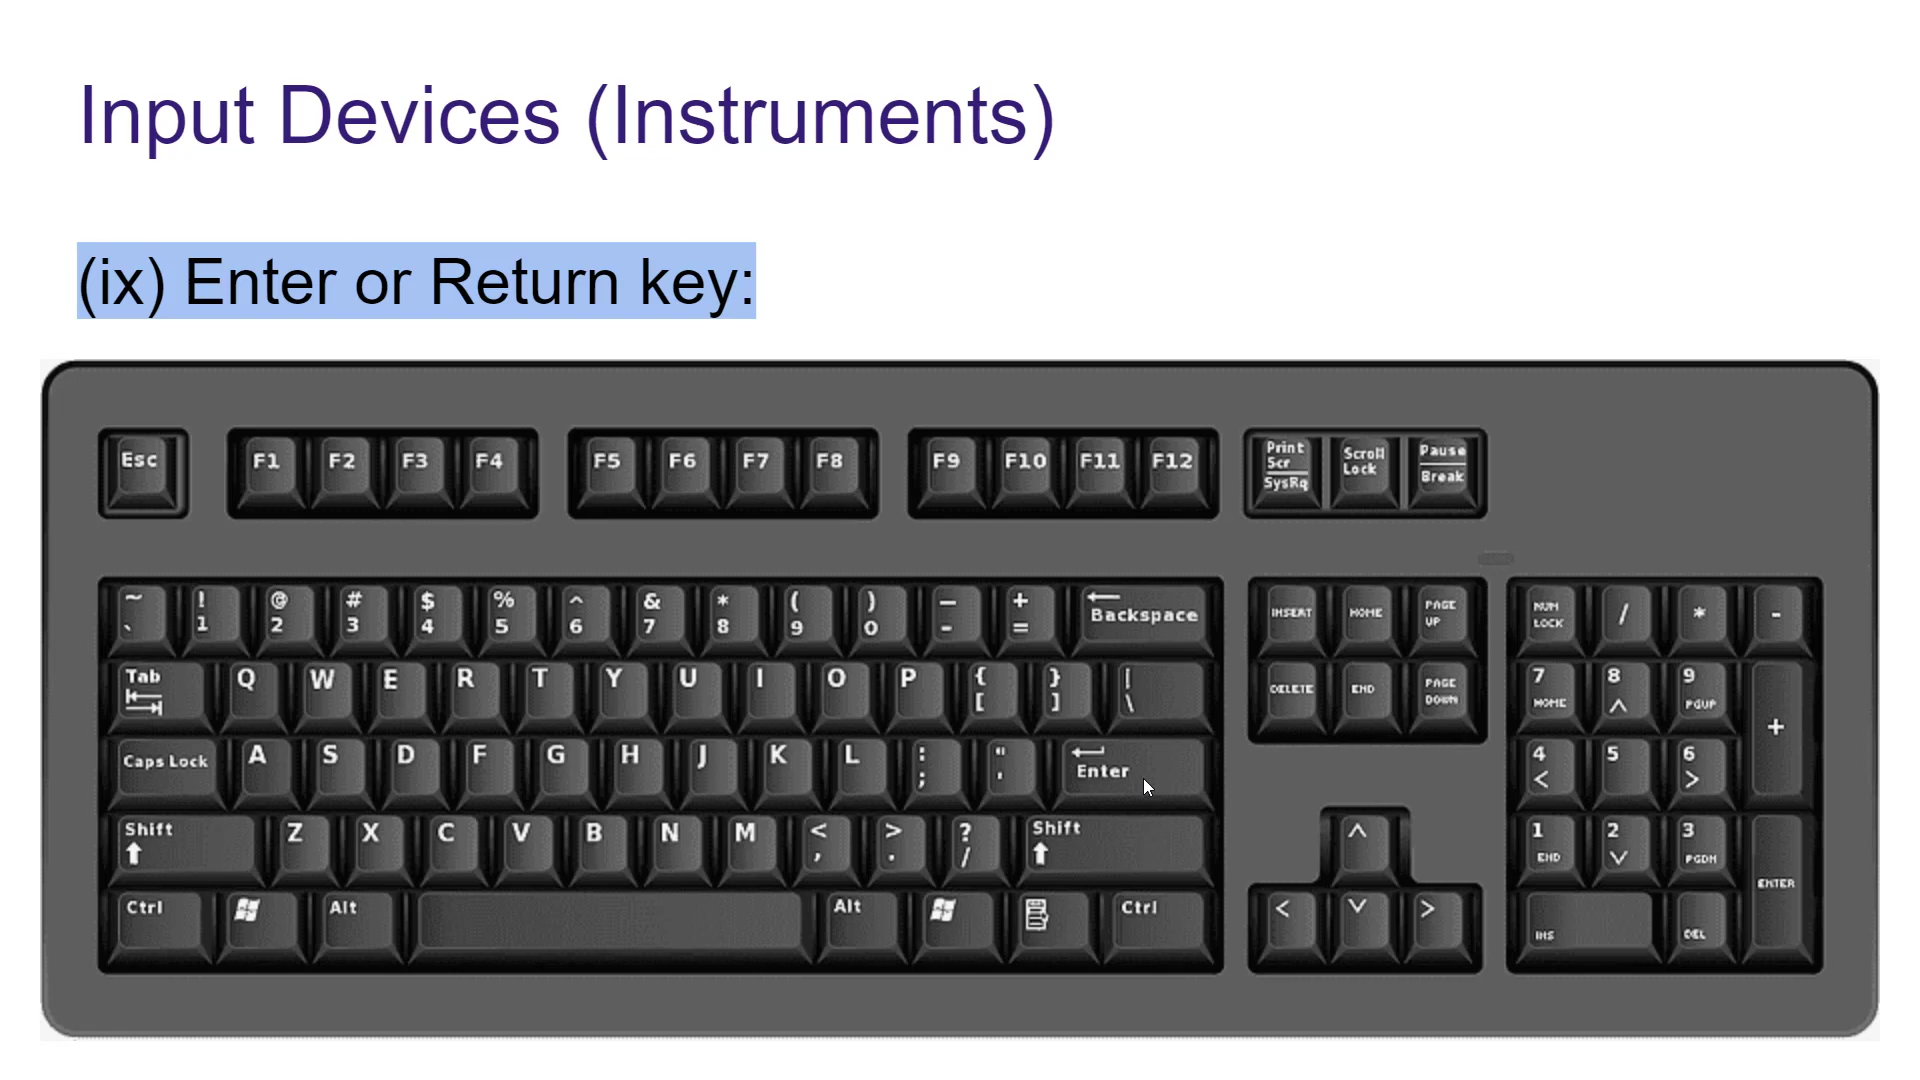 Input Devices (Instruments)
(ix) Enter or Return key:
Esc F1 F2 F3 F4 F5 F6 F7 F8 F9 F10 F11 F12 Print Scr SysRq Scroll Lock Pause Break
~ ` ! 1 @ 2 # 3 $ 4 % 5 ^ 6 & 7 * 8 ( 9 ) 0 — - + = Backspace INSERT HOME PAGE UP NUM LOCK / * -
Tab Q W E R T Y U I O P { [ } ] | \ DELETE END PAGE DOWN 7 HOME 8 ^ 9 PGUP +
Caps Lock A S D F G H J K L : ; " ' Enter 4 < 5 6 >
Shift Z X C V B N M < , > . ? / Shift ^ 1 END 2 v 3 PGDN ENTER
Ctrl Alt Alt Ctrl < v > INS DEL